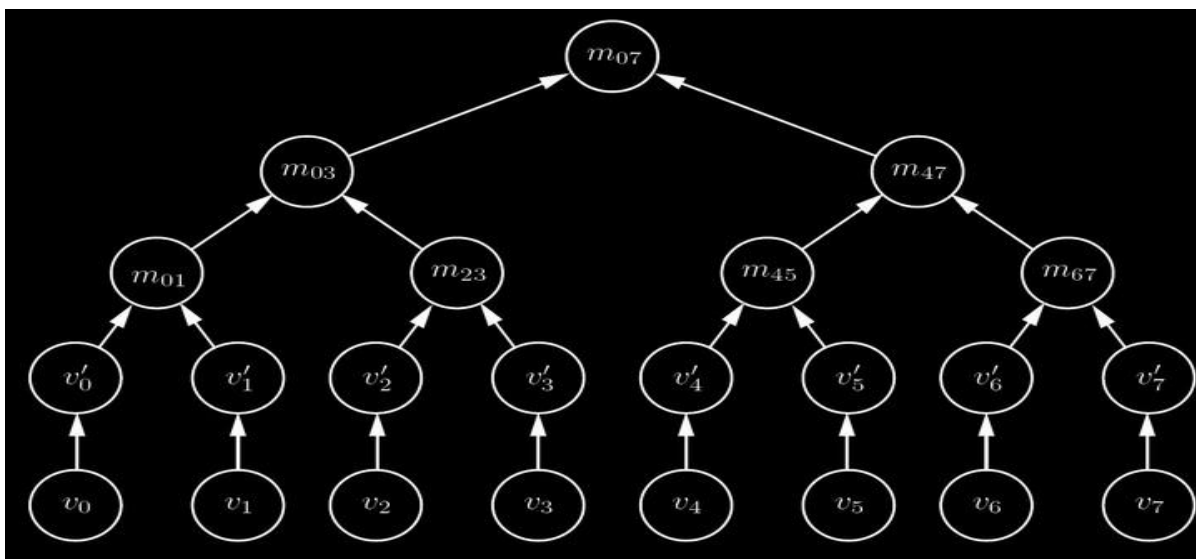 m₀₇
m₀₃ m₄₇
m₀₁ m₂₃ m₄₅ m₆₇
v′₀ v′₁ v′₂ v′₃ v′₄ v′₅ v′₆ v′₇
v₀ v₁ v₂ v₃ v₄ v₅ v₆ v₇